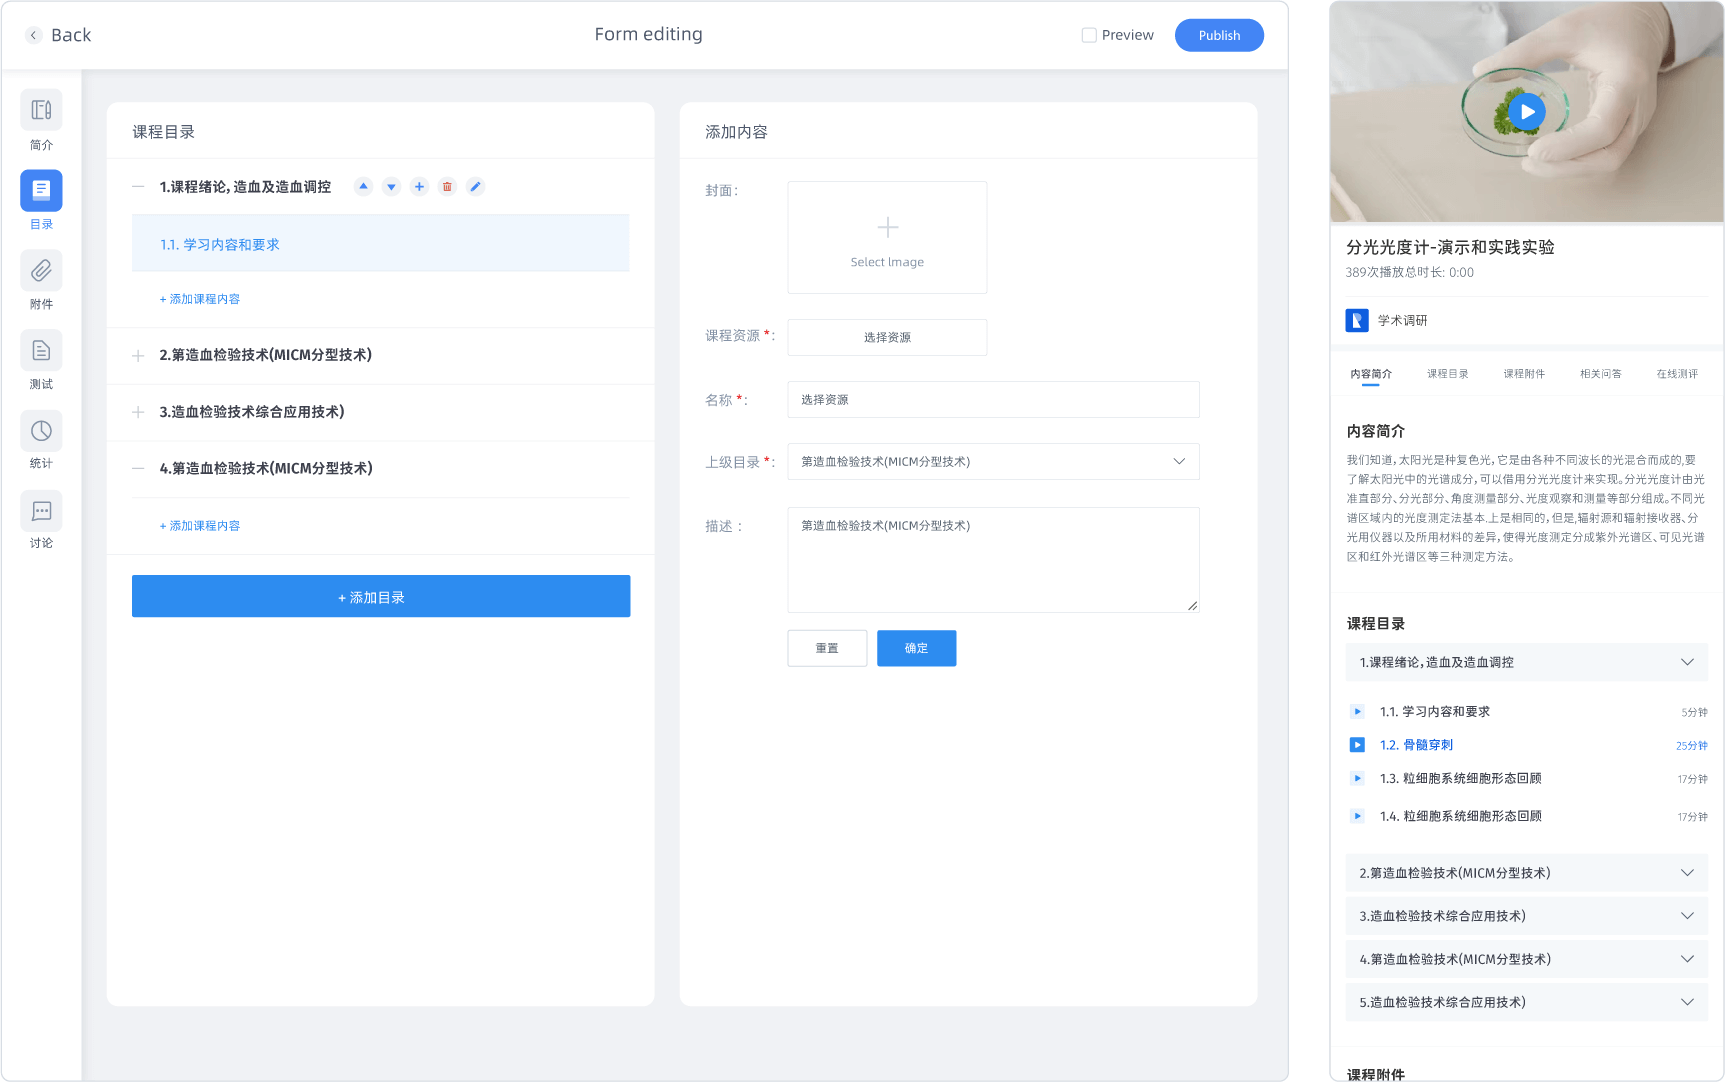 Back
Form editing
Preview
Publish
简介
目录
附件
测试
统计
讨论
课程目录
1.课程绪论，造血及造血调控
1.1. 学习内容和要求
+ 添加课程内容
2.第造血检验技术(MICM分型技术)
3.造血检验技术综合应用技术)
4.第造血检验技术(MICM分型技术)
+ 添加课程内容
+ 添加目录
添加内容
封面：
Select Image
课程资源 *：
选择资源
名称 *：
选择资源
上级目录 *：
第造血检验技术(MICM分型技术)
描述 ：
第造血检验技术(MICM分型技术)
重置
确定
分光光度计-演示和实践实验
389次播放总时长: 0:00
学术调研
内容简介
课程目录
课程附件
相关问答
在线测评
内容简介
我们知道，太阳光是种复色光，它是由各种不同波长的光混合而成的,要
了解太阳光中的光谱成分，可以借用分光光度计来实现。分光光度计由光
准直部分、分光部分、角度测量部分、光度观察和测量等部分组成。不同光
谱区域内的光度测定法基本.上是相同的，但是,辐射源和辐射接收器、分
光用仪器以及所用材料的差异，使得光度测定分成紫外光谱区、可见光谱
区和红外光谱区等三种测定方法。
课程目录
1.课程绪论，造血及造血调控
1.1. 学习内容和要求
5分钟
1.2. 骨髓穿刺
25分钟
1.3. 粒细胞系统细胞形态回顾
17分钟
1.4. 粒细胞系统细胞形态回顾
17分钟
2.第造血检验技术(MICM分型技术)
3.造血检验技术综合应用技术)
4.第造血检验技术(MICM分型技术)
5.造血检验技术综合应用技术)
课程附件